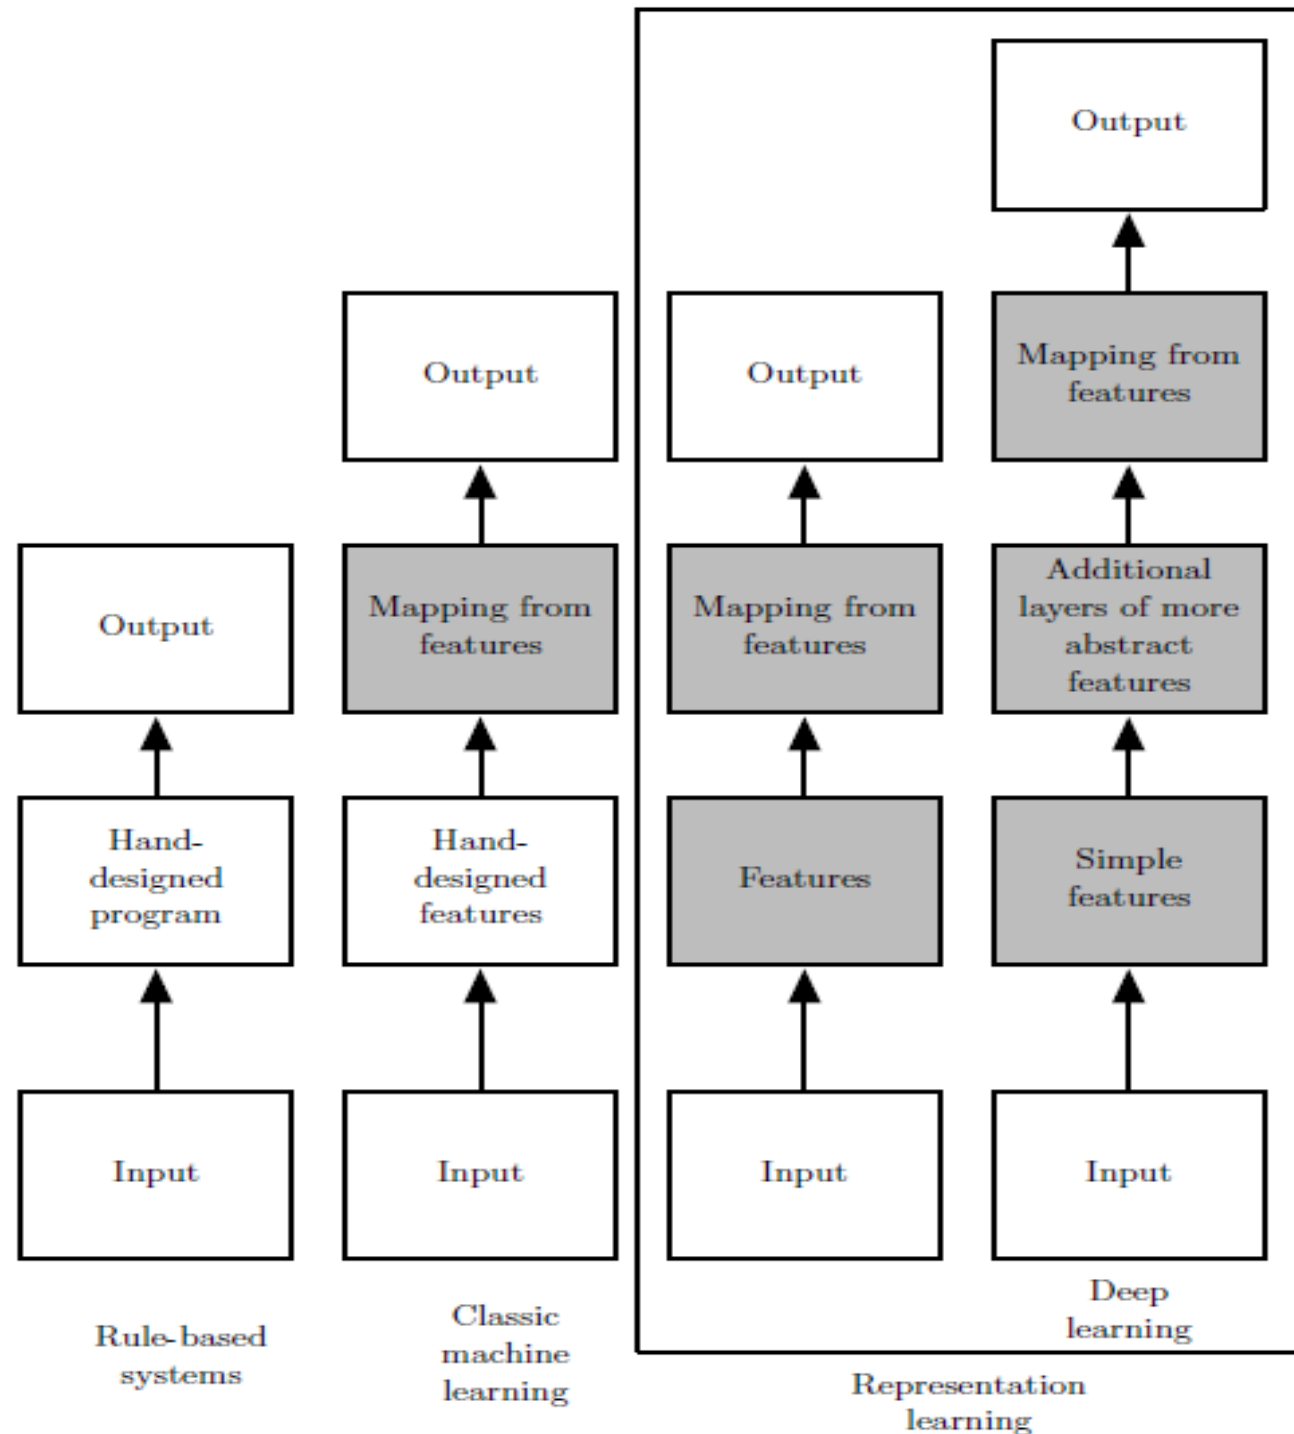 Output
Output
Output
Mapping from
features
Output
Mapping from
features
Mapping from
features
Additional
layers of more
abstract
features
Hand-
designed
program
Hand-
designed
features
Features
Simple
features
Input
Input
Input
Input
Rule-based
systems
Classic
machine
learning
Deep
learning
Representation
learning